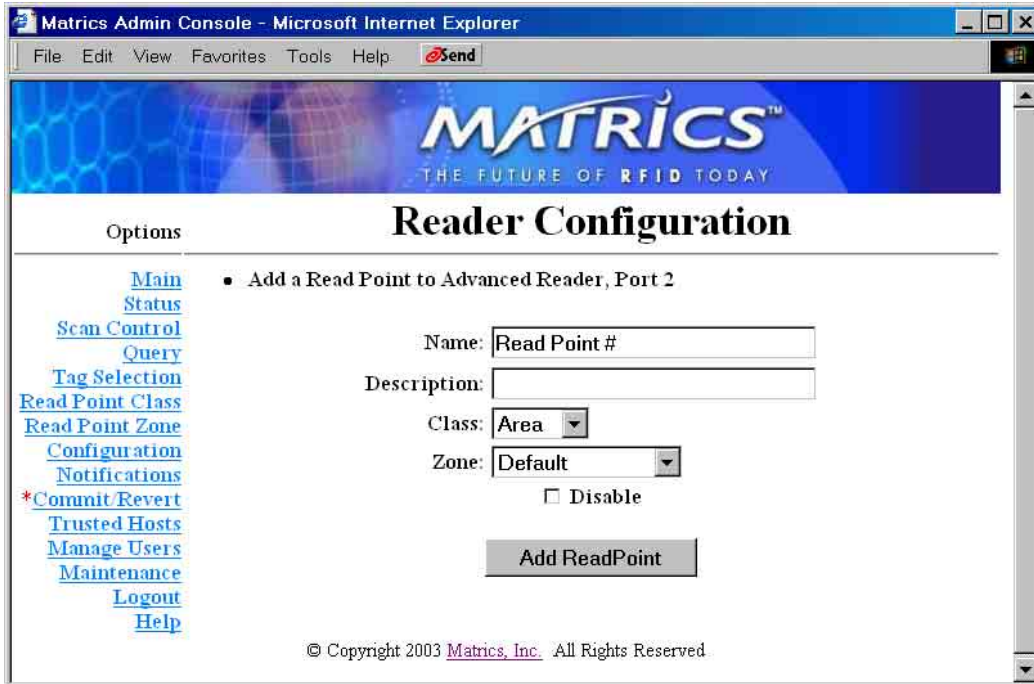 Matrics Admin Console - Microsoft Internet Explorer
File Edit View Favorites Tools Help eSend
MATRICS™
THE FUTURE OF RFID TODAY
Options
Reader Configuration
Main
Status
Scan Control
Query
Tag Selection
Read Point Class
Read Point Zone
Configuration
Notifications
*Commit/Revert
Trusted Hosts
Manage Users
Maintenance
Logout
Help
• Add a Read Point to Advanced Reader, Port 2
Name: Read Point #
Description:
Class: Area
Zone: Default
Disable
Add ReadPoint
© Copyright 2003 Matrics, Inc. All Rights Reserved